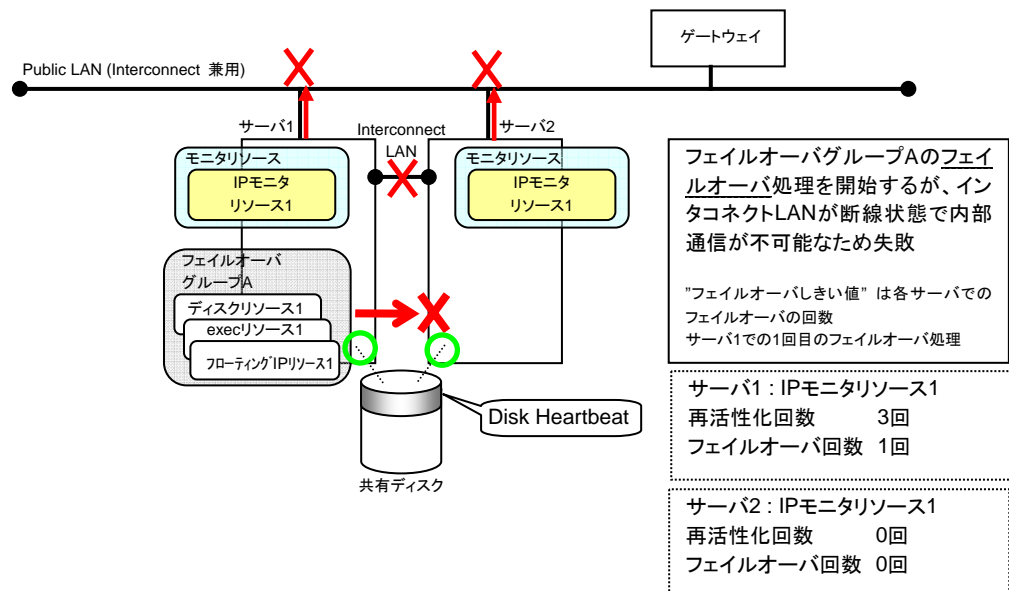 ゲートウェイ
Public LAN (Interconnect 兼用)
サーバ1
Interconnect
LAN
サーバ2
モニタリソース
IPモニタ
リソース1
モニタリソース
IPモニタ
リソース1
フェイルオーバ
グループA
ディスクリソース1
execリソース1
フローティングIPリソース1
Disk Heartbeat
共有ディスク
フェイルオーバグループAのフェイ
ルオーバ処理を開始するが、イン
タコネクトLANが断線状態で内部
通信が不可能なため失敗
”フェイルオーバしきい値” は各サーバでの
フェイルオーバの回数
サーバ1での1回目のフェイルオーバ処理
サーバ1 : IPモニタリソース1
再活性化回数 3回
フェイルオーバ回数 1回
サーバ2 : IPモニタリソース1
再活性化回数 0回
フェイルオーバ回数 0回